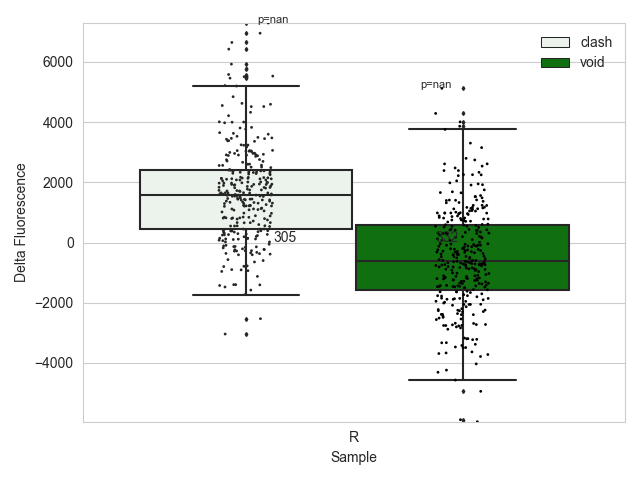 p=nan
clash
void
p=nan
6000
4000
2000
0
−2000
−4000
305
Delta Fluorescence
R
Sample